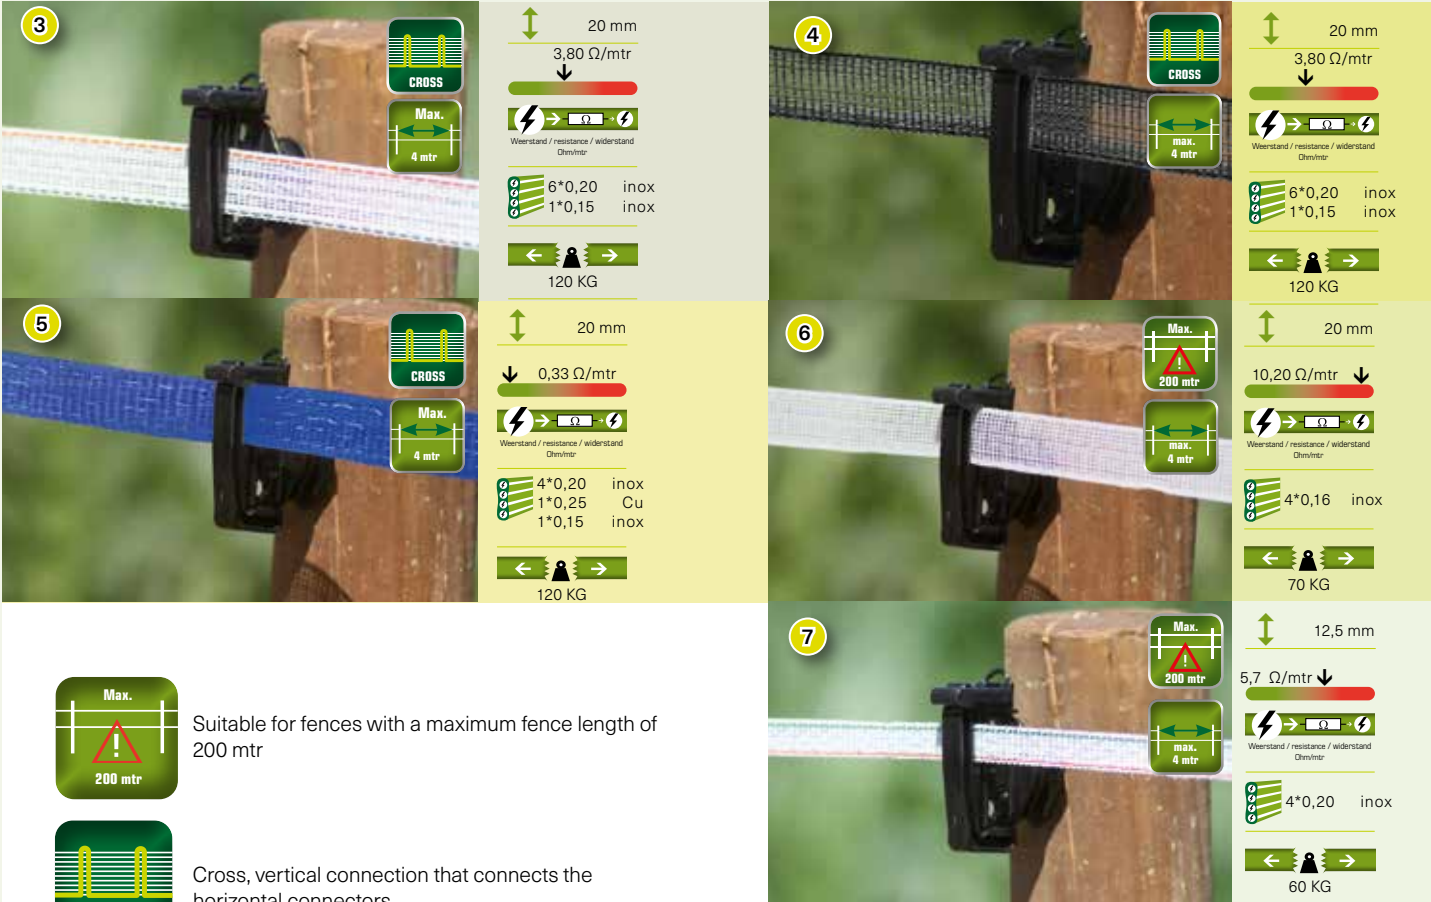 3
CROSS
Max.
4 mtr
20 mm
3,80 Ω/mtr
Ω
Weerstand / resistance / widerstand
Ohm/mtr
6*0,20 inox
1*0,15 inox
120 KG
4
CROSS
max.
4 mtr
20 mm
3,80 Ω/mtr
Ω
Weerstand / resistance / widerstand
Ohm/mtr
6*0,20 inox
1*0,15 inox
120 KG
5
CROSS
Max.
4 mtr
20 mm
0,33 Ω/mtr
Ω
Weerstand / resistance / widerstand
Ohm/mtr
4*0,20 inox
1*0,25 Cu
1*0,15 inox
120 KG
6
Max.
!
200 mtr
max.
4 mtr
20 mm
10,20 Ω/mtr
Ω
Weerstand / resistance / widerstand
Ohm/mtr
4*0,16 inox
70 KG
7
Max.
!
200 mtr
max.
4 mtr
12,5 mm
5,7 Ω/mtr
Ω
Weerstand / resistance / widerstand
Ohm/mtr
4*0,20 inox
60 KG
Max.
!
200 mtr
Suitable for fences with a maximum fence length of
200 mtr
Cross, vertical connection that connects the
horizontal connectors